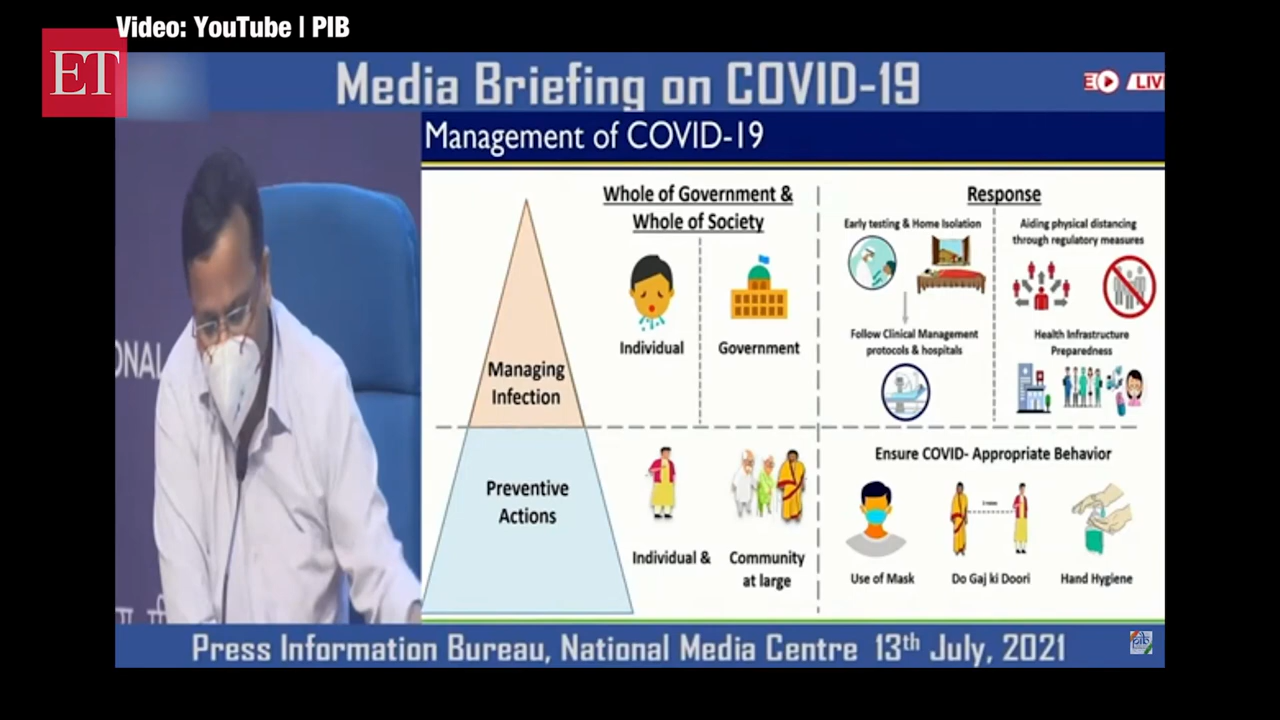 Video: YouTube | PIB
ET
Media Briefing on COVID-19
LIV
Management of COVID-19
Whole of Government &
Whole of Society
Individual
Government
Managing
Infection
Preventive
Actions
Individual &
Community
at large
Response
Early testing & Home Isolation
Follow Clinical Management
protocols & hospitals
Aiding physical distancing
through regulatory measures
Health Infrastructure
Preparedness
Ensure COVID- Appropriate Behavior
Use of Mask
Do Gaj ki Doori
Hand Hygiene
ONAL
Press Information Bureau, National Media Centre 13th July, 2021
pib